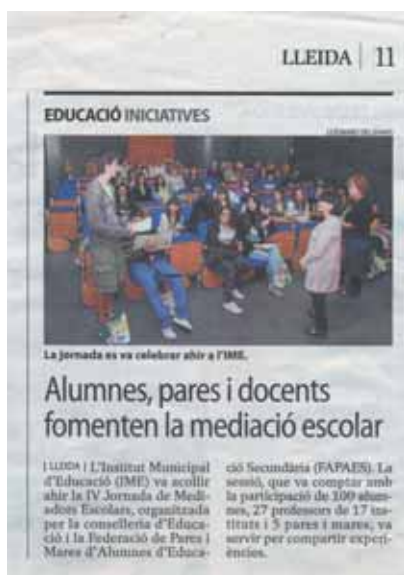 LLEIDA | 11
EDUCACIÓ INICIATIVES
La jornada es va celebrar ahir a l'IME.
Alumnes, pares i docents
fomenten la mediació escolar
| LLEIDA | L'Institut Municipal
d'Educació (IME) va acollir
ahir la IV Jornada de Medi-
adors Escolars, organitzada
per la conselleria d'Educa-
ció i la Federació de Pares i
Mares d'Alumnes d'Educa-
ció Secundària (FAPAES). La
sessió, que va comptar amb
la participació de 100 alum-
nes, 27 professors de 17 ins-
tituts i 5 pares i mares, va
servir per compartir experi-
ències.